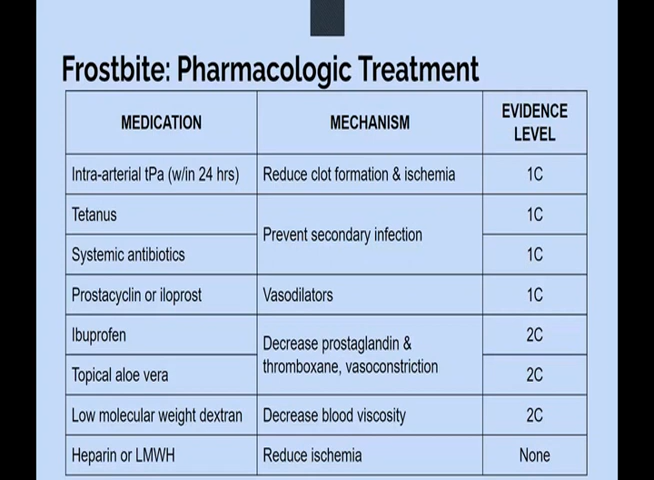 Frostbite: Pharmacologic Treatment
MEDICATION MECHANISM EVIDENCE LEVEL
Intra-arterial tPa (w/in 24 hrs) Reduce clot formation & ischemia 1C
Tetanus Prevent secondary infection 1C
Systemic antibiotics 1C
Prostacyclin or iloprost Vasodilators 1C
Ibuprofen Decrease prostaglandin & thromboxane, vasoconstriction 2C
Topical aloe vera 2C
Low molecular weight dextran Decrease blood viscosity 2C
Heparin or LMWH Reduce ischemia None